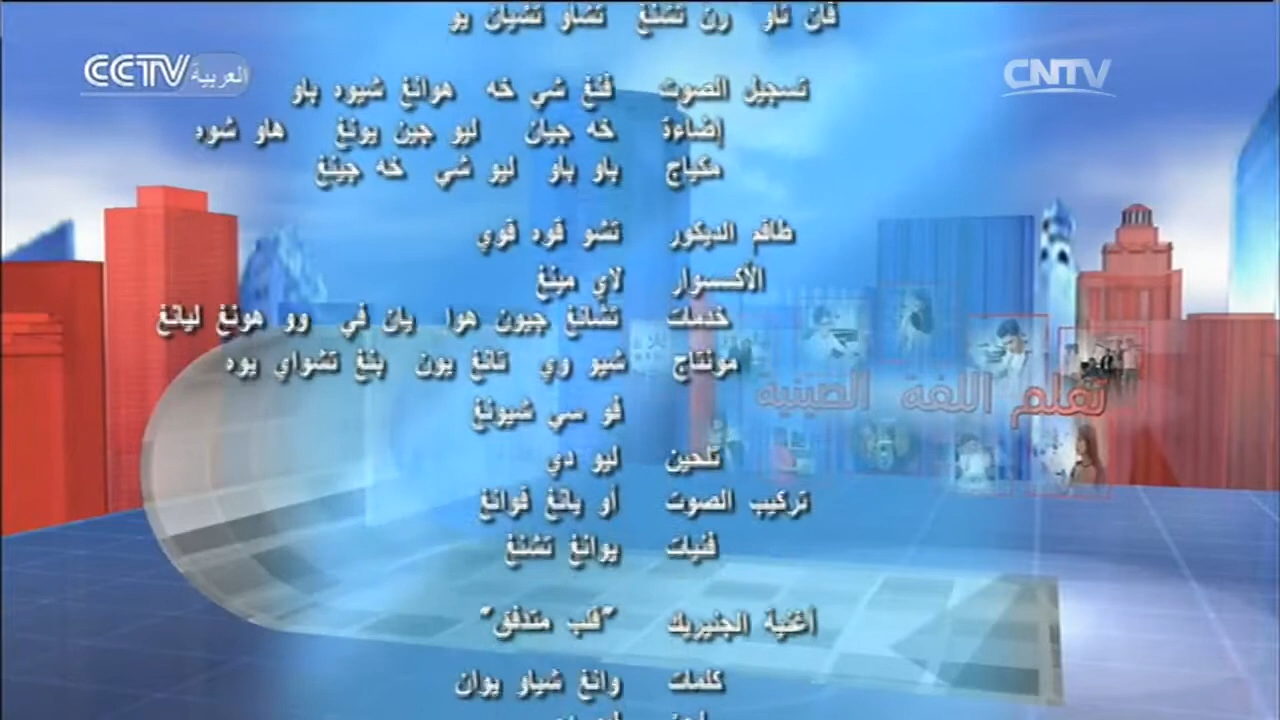 فان تاو رن تشنغ تشاو تشيان يو
CCTV العربية
CNTV
تسجيل الصوت فنغ شي خه هوانغ شيوه باو
إضاءة خه جيان ليو جين يونغ هاو شوه
مكياج باو باو ليو شي خه جينغ
طاقم الديكور تشو قوه قوي
الأكسسوار لاي مينغ
خدمات تشانغ جيون هوا يان في وو هونغ ليانغ
مونتاج شيو وي تانغ يون بنغ تشواي يوه
فو سي شيونغ
تعلم اللغة الصينية
تلحين ليو دي
تركيب الصوت أو يانغ قوانغ
فنيات يوانغ تشنغ
أغنية الجنيريك "قلب متدفق"
كلمات وانغ شياو يوان